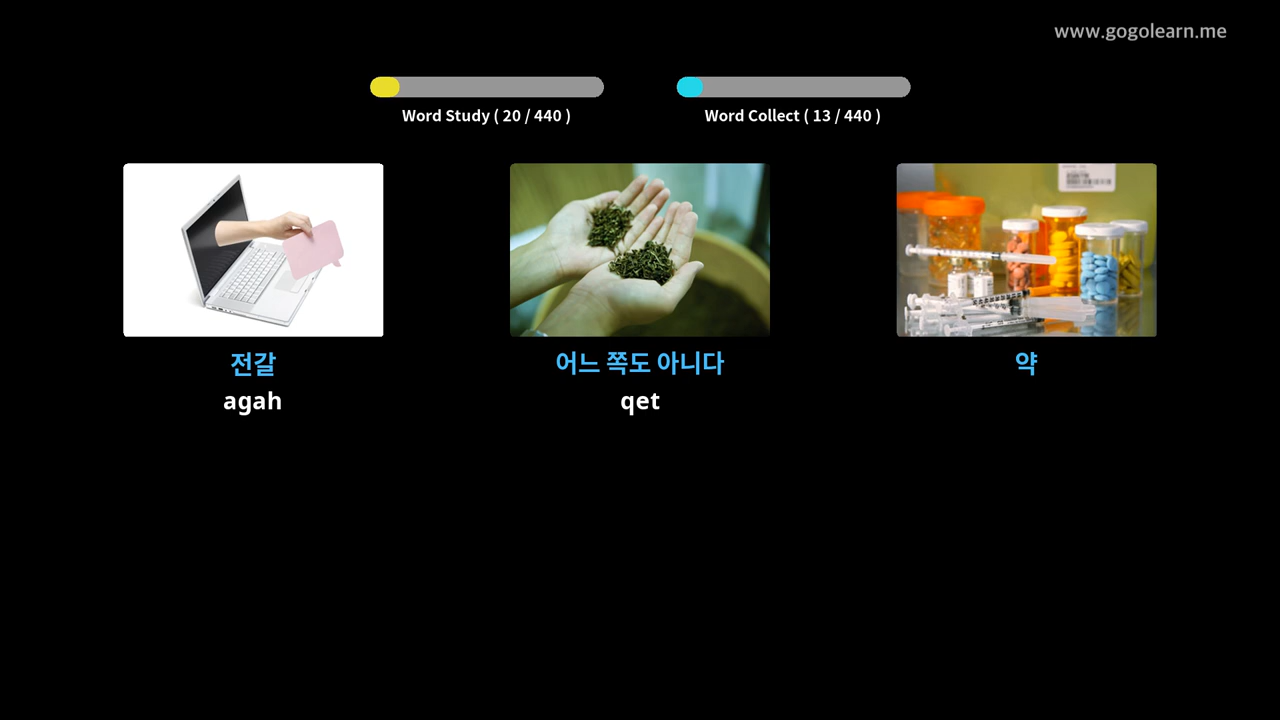 www.gogolearn.me
Word Study ( 20 / 440 )
Word Collect ( 13 / 440 )
전갈
어느 쪽도 아니다
약
agah
qet